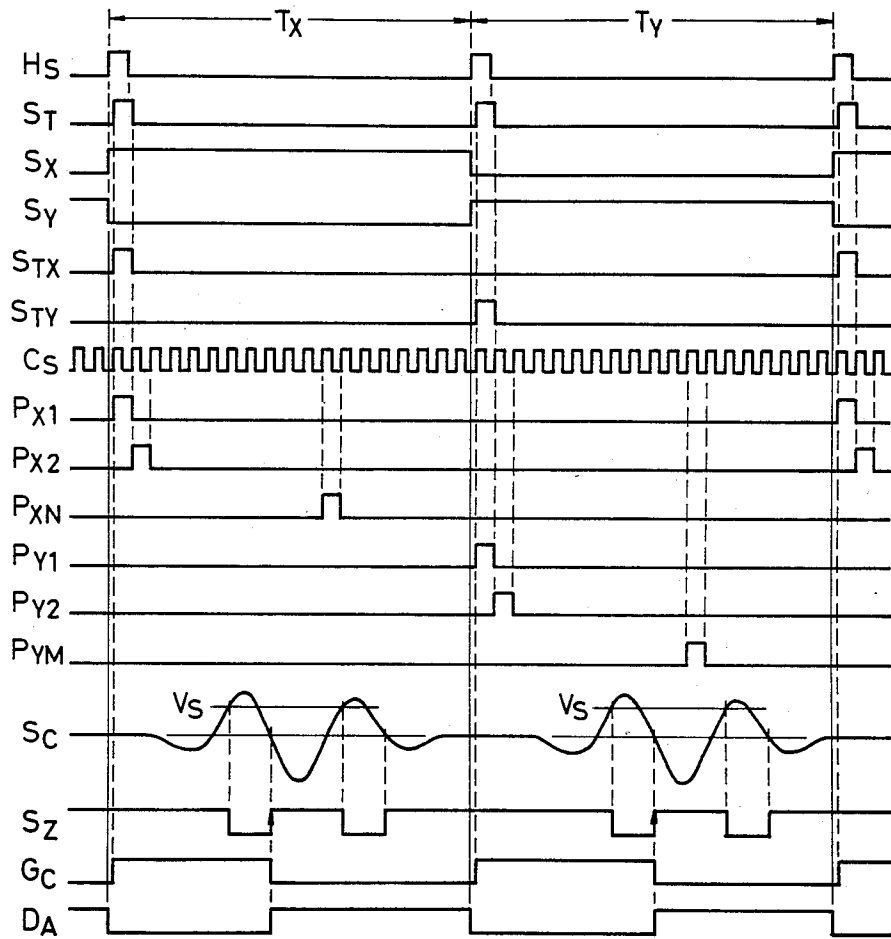 TX TY
HS
ST
SX
SY
STX
STY
CS
PX1
PX2
PXN
PY1
PY2
PYM
VS VS
SC
SZ
GC
DA